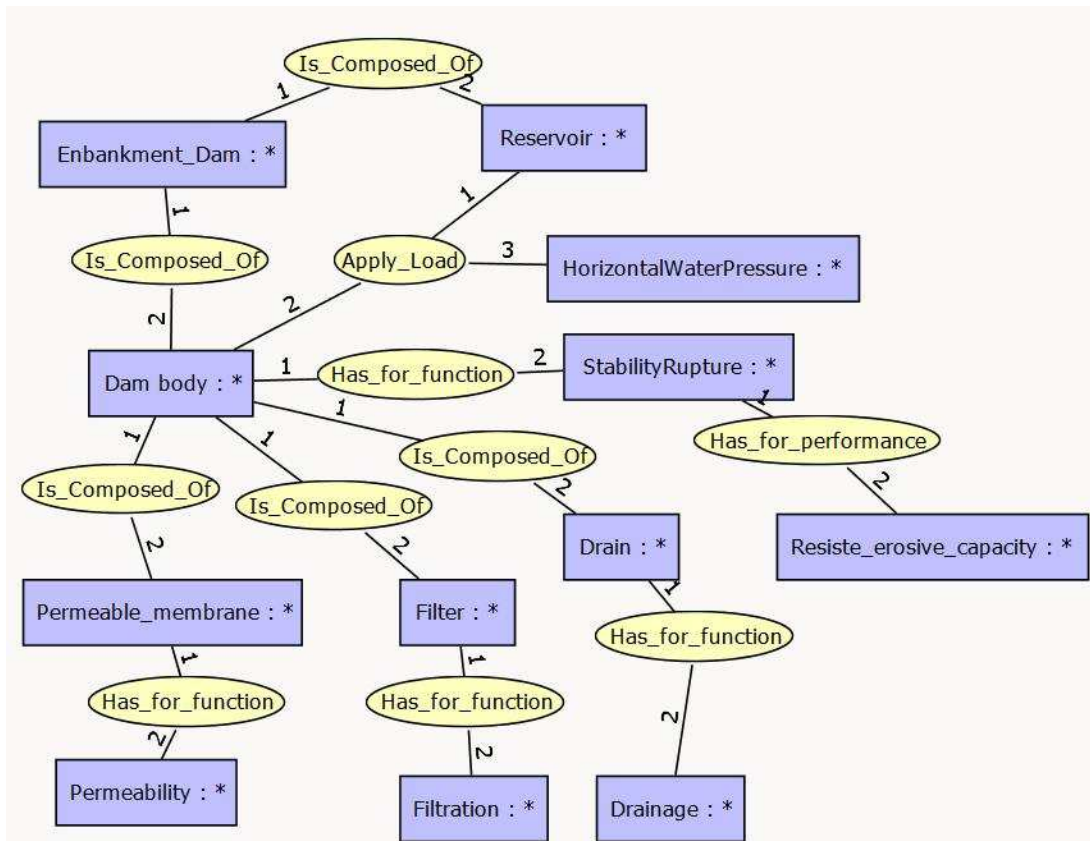 Is_Composed_Of
1
2
Enbankment_Dam : *
Reservoir : *
1
1
Is_Composed_Of
Apply_Load
3
HorizontalWaterPressure : *
2
2
Dam body : *
1
Has_for_function
2
StabilityRupture : *
1
1
1
1
Has_for_performance
Is_Composed_Of
Is_Composed_Of
Is_Composed_Of
2
2
2
2
Drain : *
Resiste_erosive_capacity : *
Permeable_membrane : *
Filter : *
1
1
1
Has_for_function
Has_for_function
Has_for_function
2
2
2
Permeability : *
Filtration : *
Drainage : *